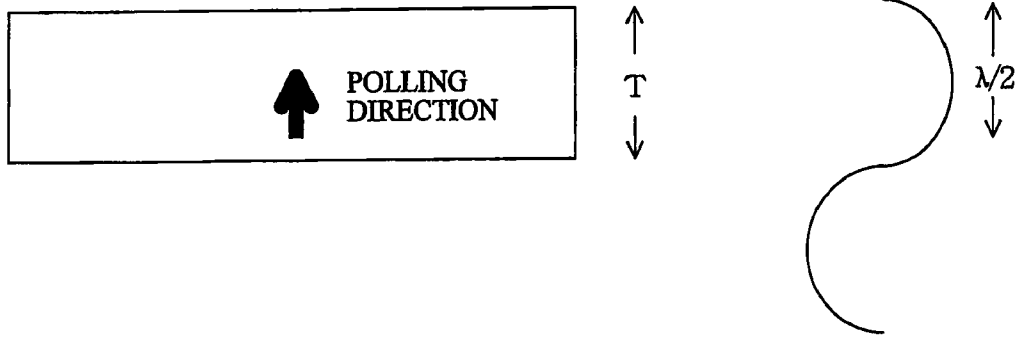 POLLING
DIRECTION
T
λ/2